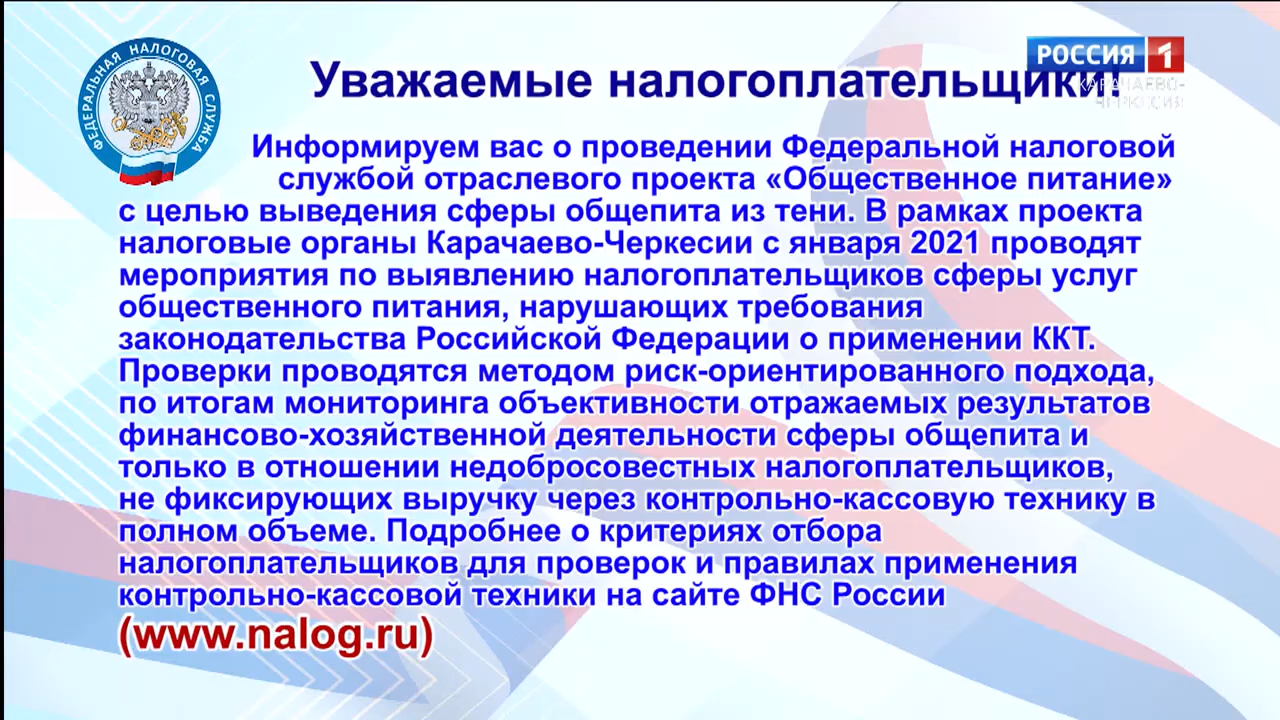 ФЕДЕРАЛЬНАЯ НАЛОГОВАЯ СЛУЖБА
РОССИЯ 1
КАРАЧАЕВО-
ЧЕРКЕСИЯ
Уважаемые налогоплательщики!
Информируем вас о проведении Федеральной налоговой
службой отраслевого проекта «Общественное питание»
с целью выведения сферы общепита из тени. В рамках проекта
налоговые органы Карачаево-Черкесии с января 2021 проводят
мероприятия по выявлению налогоплательщиков сферы услуг
общественного питания, нарушающих требования
законодательства Российской Федерации о применении ККТ.
Проверки проводятся методом риск-ориентированного подхода,
по итогам мониторинга объективности отражаемых результатов
финансово-хозяйственной деятельности сферы общепита и
только в отношении недобросовестных налогоплательщиков,
не фиксирующих выручку через контрольно-кассовую технику в
полном объеме. Подробнее о критериях отбора
налогоплательщиков для проверок и правилах применения
контрольно-кассовой техники на сайте ФНС России
(www.nalog.ru)